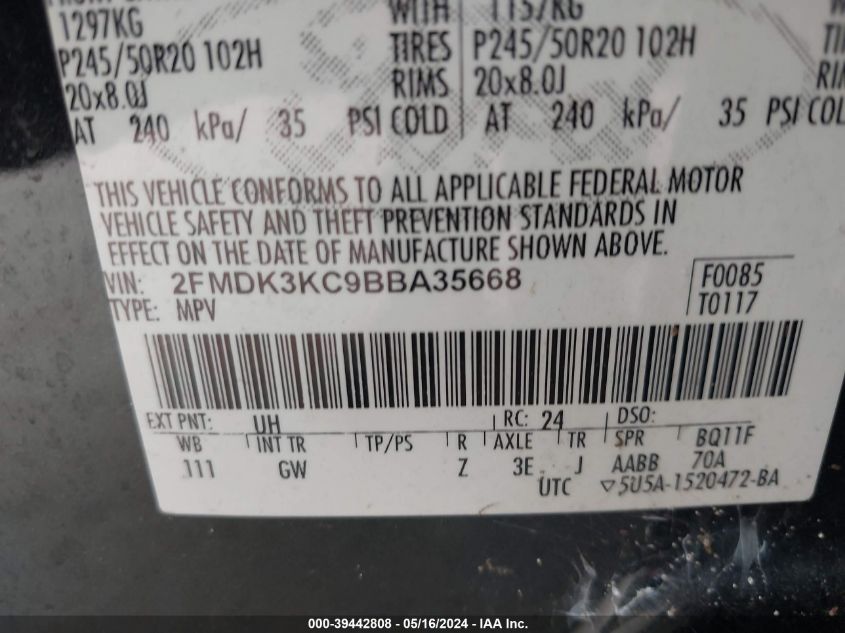 1297KG WITH 1157KG
P245/50R20 102H TIRES P245/50R20 102H
20x8.0J RIMS 20x8.0J
AT 240 kPa/ 35 PSI COLD AT 240 kPa/ 35 PSI COL
THIS VEHICLE CONFORMS TO ALL APPLICABLE FEDERAL MOTOR
VEHICLE SAFETY AND THEFT PREVENTION STANDARDS IN
EFFECT ON THE DATE OF MANUFACTURE SHOWN ABOVE.
VIN: 2FMDK3KC9BBA35668 F0085
TYPE: MPV T0117
EXT PNT: UH RC: 24 DSO:
WB INT TR TP/PS R AXLE TR SPR BQ11F
111 GW Z 3E J AABB 70A
UTC ▽5U5A-1520472-BA
000-39442808 - 05/16/2024 - IAA Inc.